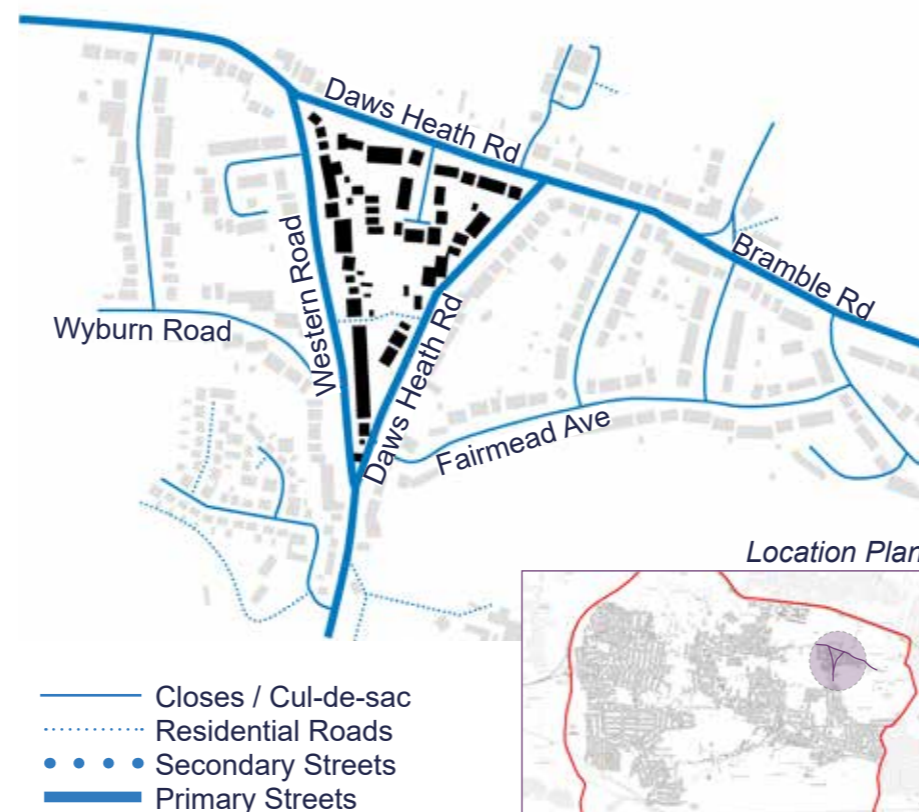 Daws Heath Rd
Western Road
Bramble Rd
Wyburn Road
Daws Heath Rd
Fairmead Ave
Location Plan
Closes / Cul-de-sac
Residential Roads
Secondary Streets
Primary Streets